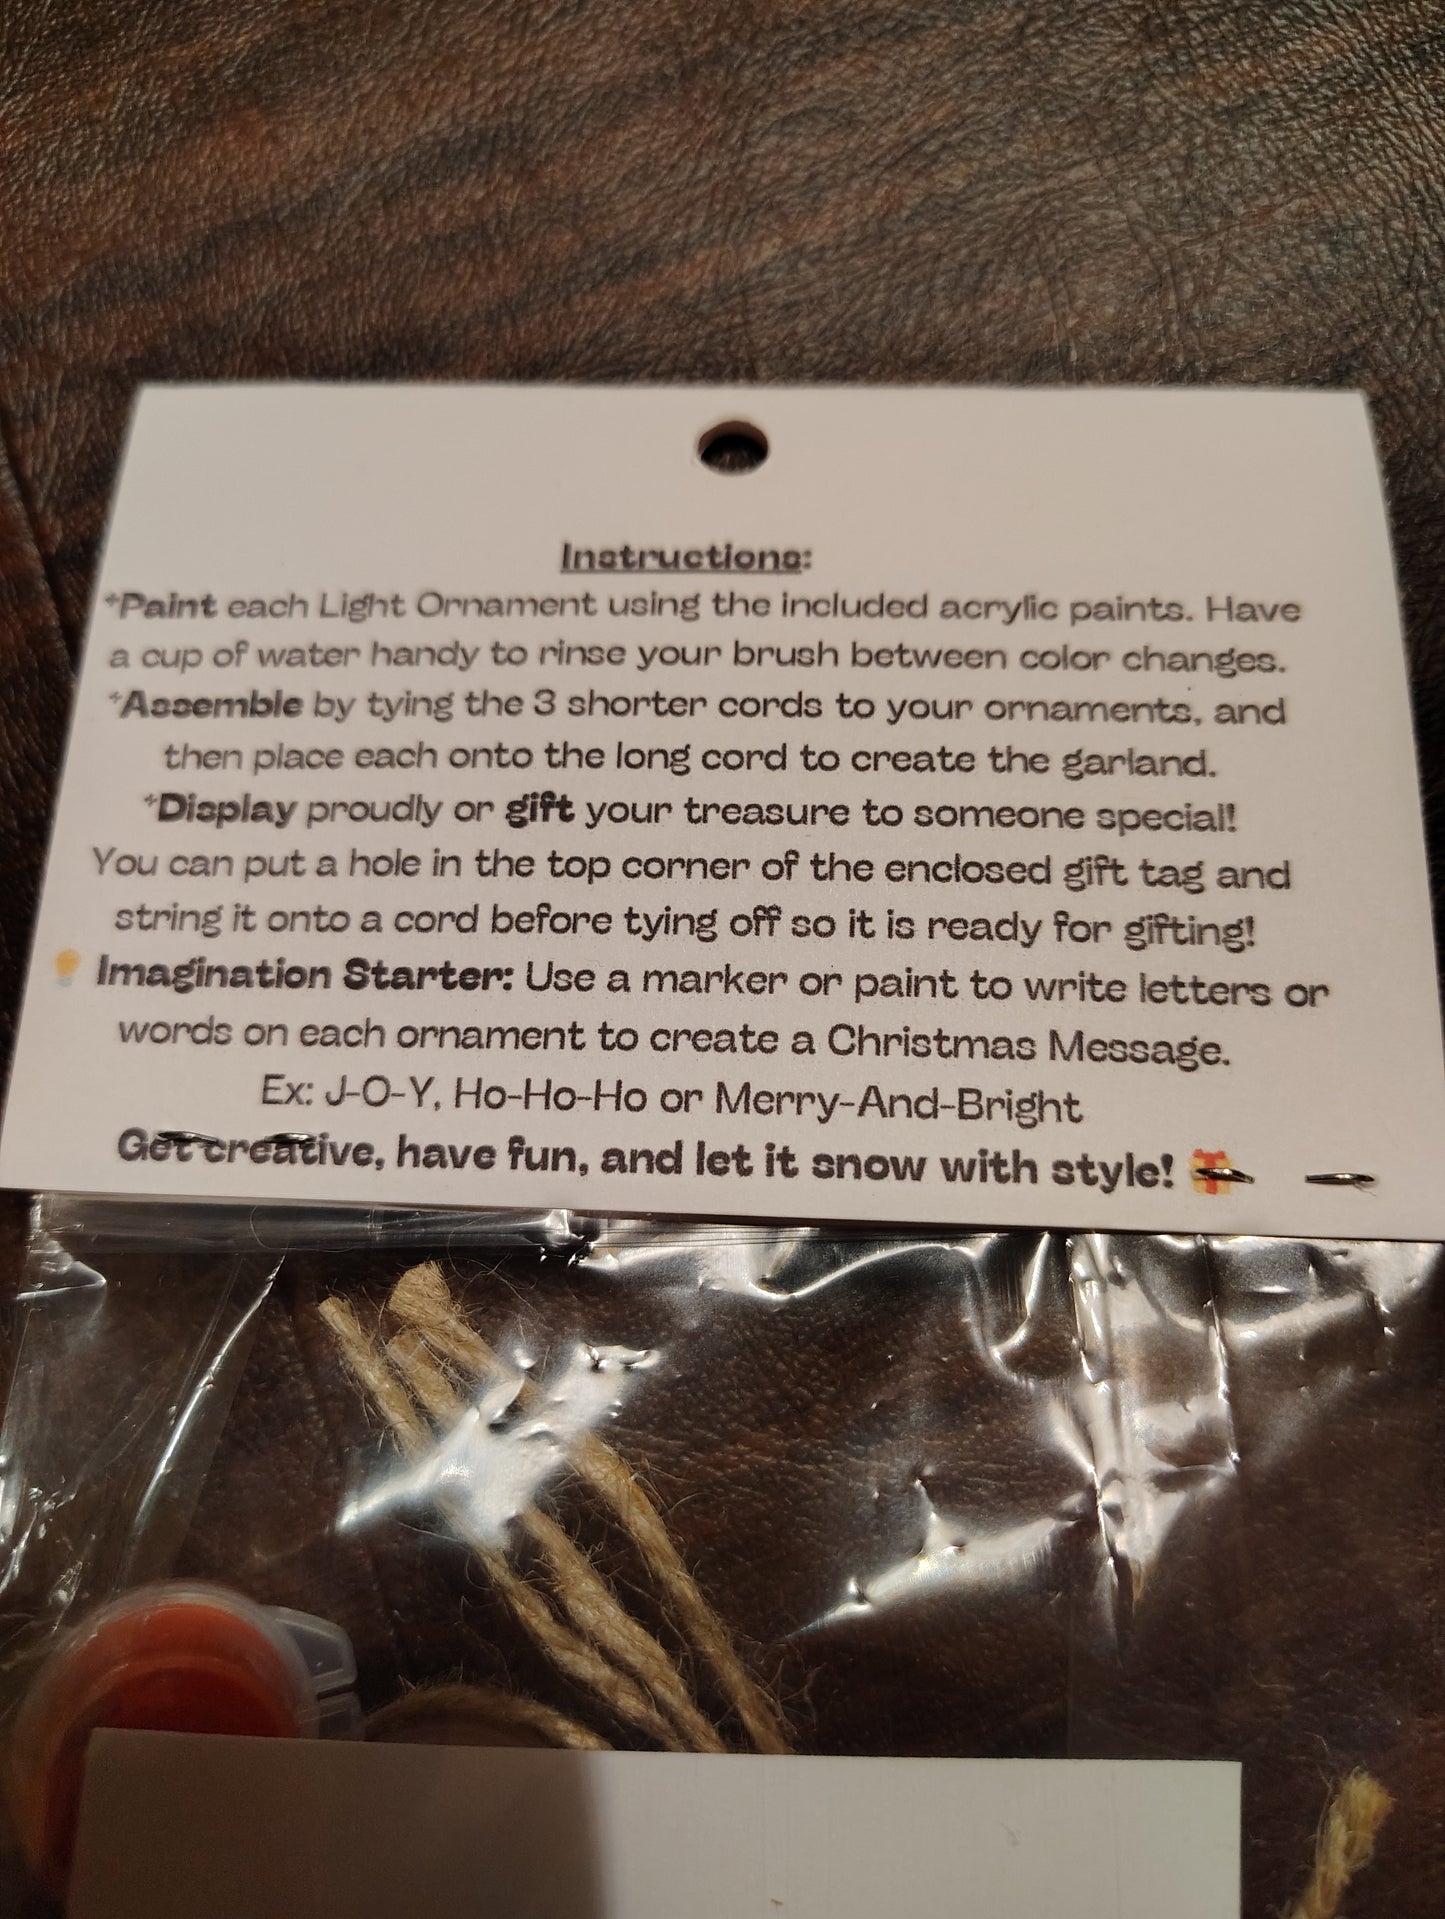 Instructions:
*Paint each Light Ornament using the included acrylic paints. Have
a cup of water handy to rinse your brush between color changes.
*Assemble by tying the 3 shorter cords to your ornaments, and
then place each onto the long cord to create the garland.
*Display proudly or gift your treasure to someone special!
You can put a hole in the top corner of the enclosed gift tag and
string it onto a cord before tying off so it is ready for gifting!
💡 Imagination Starter: Use a marker or paint to write letters or
words on each ornament to create a Christmas Message.
Ex: J-O-Y, Ho-Ho-Ho or Merry-And-Bright
Get creative, have fun, and let it snow with style! 🎁